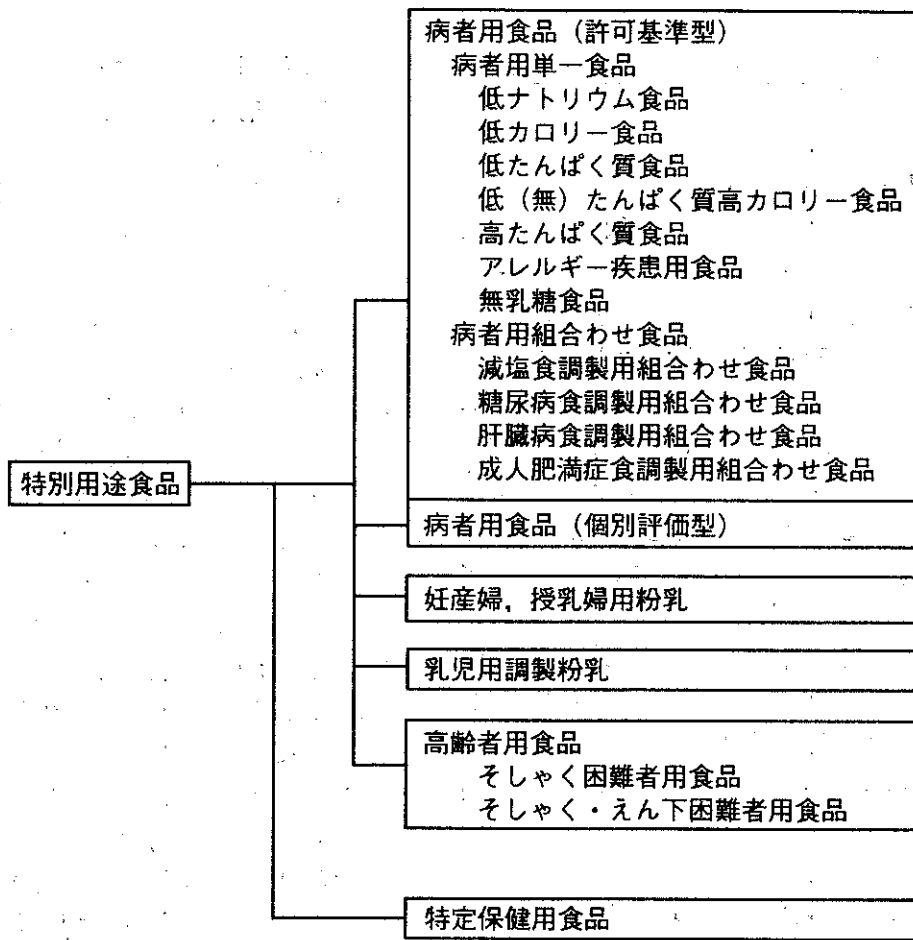 病者用食品（許可基準型）
病者用単一食品
低ナトリウム食品
低カロリー食品
低たんぱく質食品
低（無）たんぱく質高カロリー食品
高たんぱく質食品
アレルギー疾患用食品
無乳糖食品
病者用組合わせ食品
減塩食調製用組合わせ食品
糖尿病食調製用組合わせ食品
肝臓病食調製用組合わせ食品
成人肥満症食調製用組合わせ食品
特別用途食品
病者用食品（個別評価型）
妊産婦，授乳婦用粉乳
乳児用調製粉乳
高齢者用食品
そしゃく困難者用食品
そしゃく・えん下困難者用食品
特定保健用食品